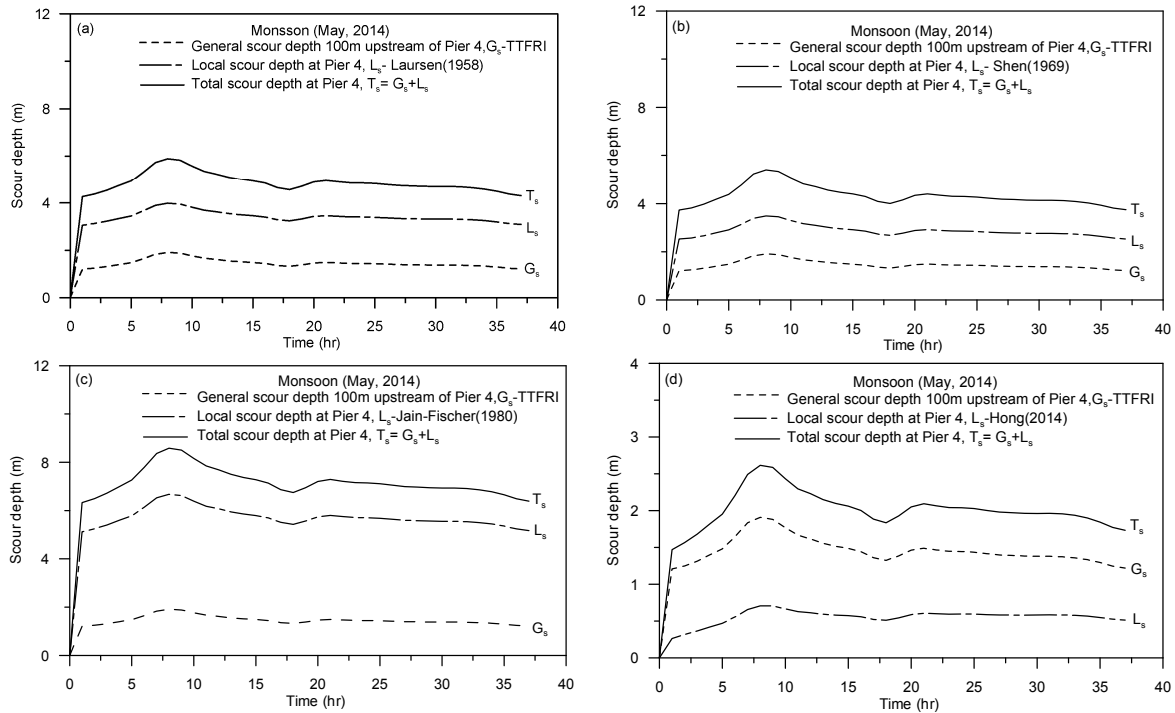 (a)
Monsoon (May, 2014)
General scour depth 100m upstream of Pier 4,Gs-TTFRI
Local scour depth at Pier 4, Ls- Laursen(1958)
Total scour depth at Pier 4, Ts= Gs+Ls
12
8
4
0
Scour depth (m)
Ts
Ls
Gs
0 5 10 15 20 25 30 35 40
Time (hr)
(b)
Monsoon (May, 2014)
General scour depth 100m upstream of Pier 4,Gs-TTFRI
Local scour depth at Pier 4, Ls- Shen(1969)
Total scour depth at Pier 4, Ts= Gs+Ls
12
8
4
0
Scour depth (m)
Ts
Ls
Gs
0 5 10 15 20 25 30 35 40
Time (hr)
(c)
Monsoon (May, 2014)
General scour depth 100m upstream of Pier 4,Gs-TTFRI
Local scour depth at Pier 4, Ls-Jain-Fischer(1980)
Total scour depth at Pier 4, Ts= Gs+Ls
12
8
4
0
Scour depth (m)
Ts
Ls
Gs
0 5 10 15 20 25 30 35 40
Time (hr)
(d)
Monsoon (May, 2014)
General scour depth 100m upstream of Pier 4,Gs-TTFRI
Local scour depth at Pier 4, Ls-Hong(2014)
Total scour depth at Pier 4, Ts= Gs+Ls
4
3
2
1
0
Scour depth (m)
Ts
Gs
Ls
0 5 10 15 20 25 30 35 40
Time (hr)